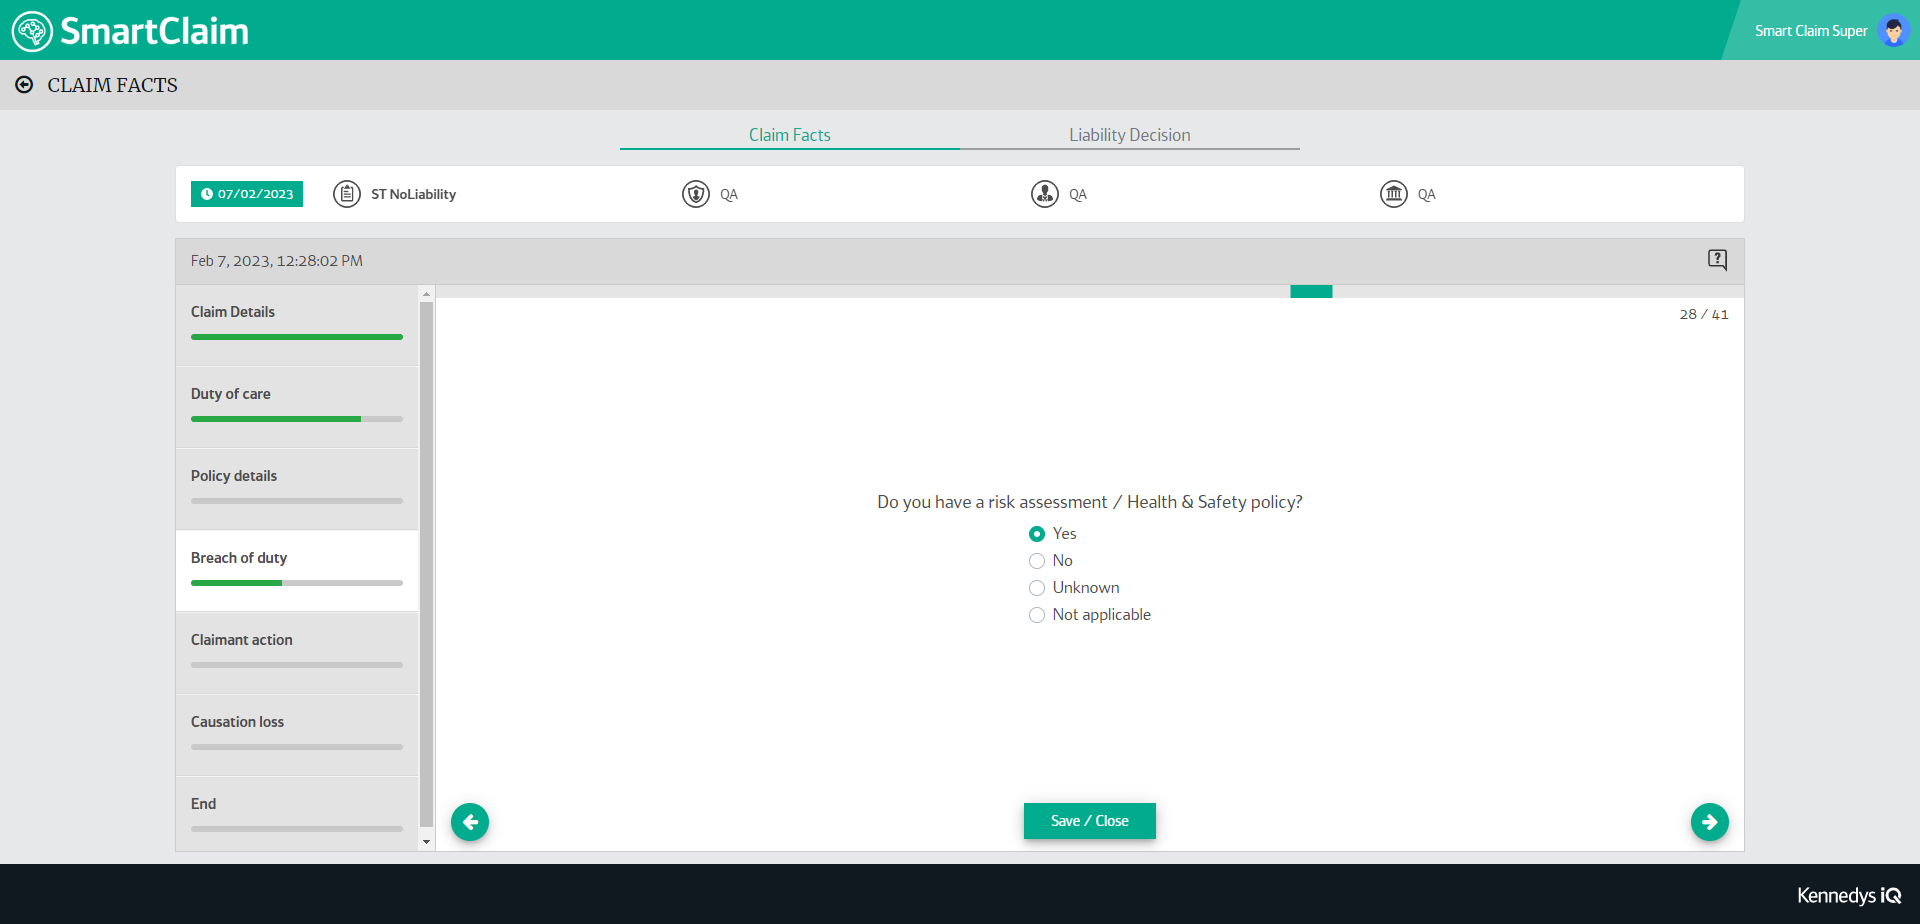 SmartClaim
Smart Claim Super
CLAIM FACTS
Claim Facts
Liability Decision
07/02/2023
ST NoLiability
QA
QA
QA
Feb 7, 2023, 12:28:02 PM
Claim Details
Duty of care
Policy details
Breach of duty
Claimant action
Causation loss
End
28 / 41
Do you have a risk assessment / Health & Safety policy?
Yes
No
Unknown
Not applicable
Save / Close
Kennedys iQ